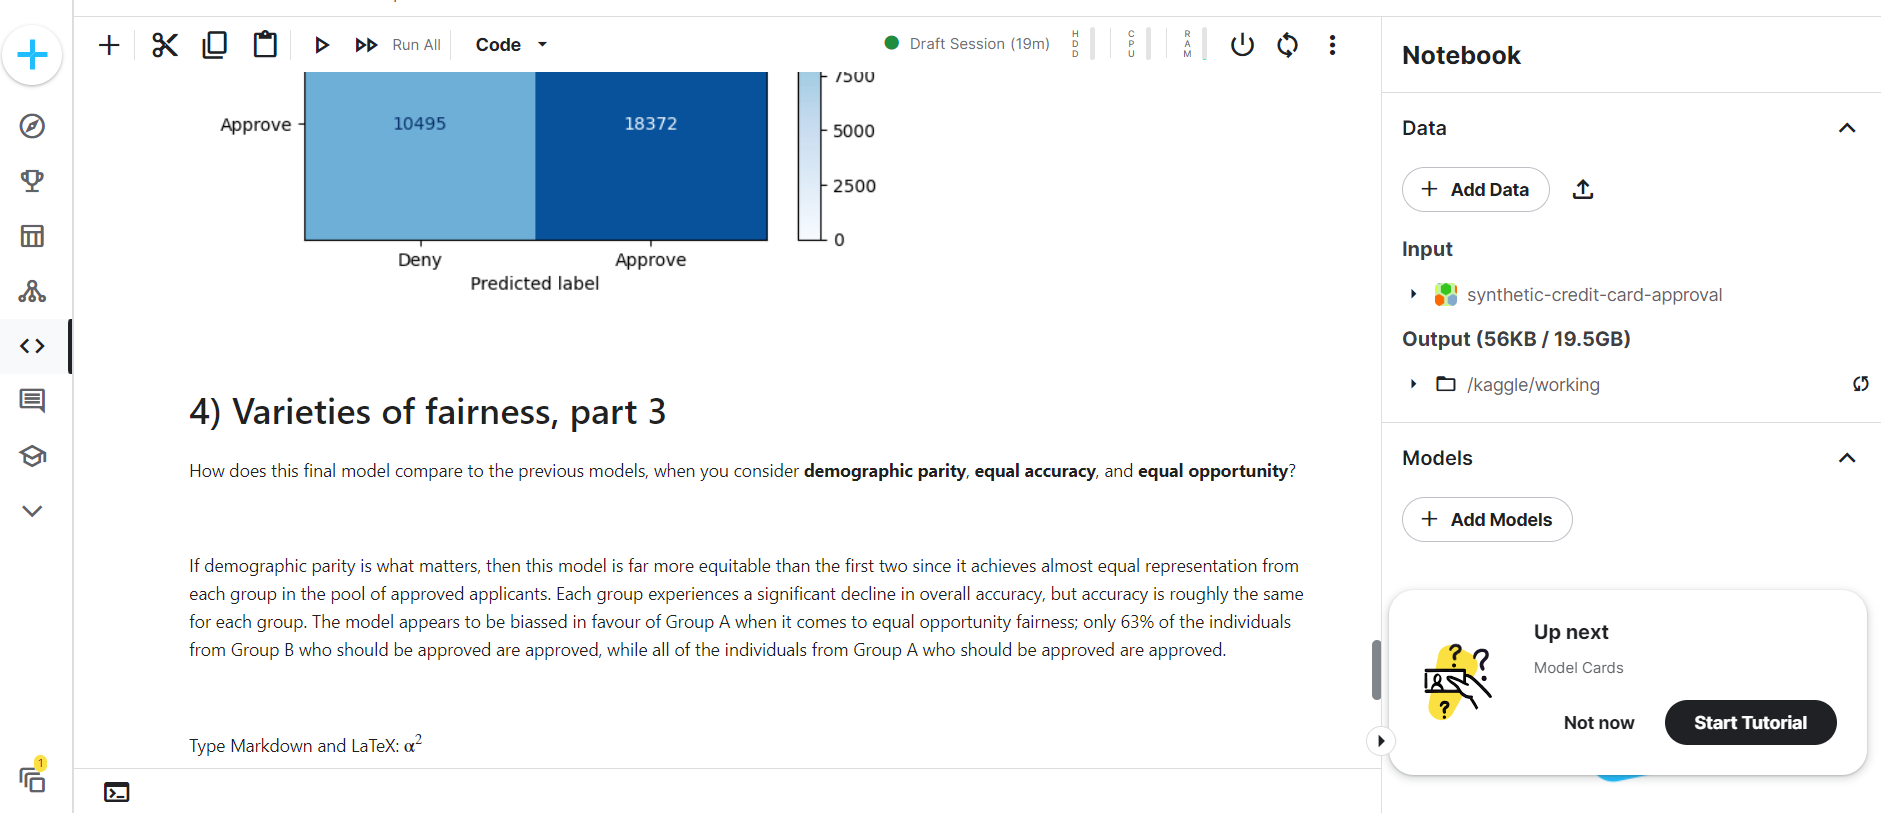 Run All
Code
Draft Session (19m)
HDD
CPU
RAM
Notebook
7500
Approve
10495
18372
5000
2500
0
Deny
Approve
Predicted label
4) Varieties of fairness, part 3
How does this final model compare to the previous models, when you consider demographic parity, equal accuracy, and equal opportunity?
If demographic parity is what matters, then this model is far more equitable than the first two since it achieves almost equal representation from
each group in the pool of approved applicants. Each group experiences a significant decline in overall accuracy, but accuracy is roughly the same
for each group. The model appears to be biassed in favour of Group A when it comes to equal opportunity fairness; only 63% of the individuals
from Group B who should be approved are approved, while all of the individuals from Group A who should be approved are approved.
Type Markdown and LaTeX: α²
Data
Add Data
Input
synthetic-credit-card-approval
Output (56KB / 19.5GB)
/kaggle/working
Models
Add Models
Up next
Model Cards
Not now
Start Tutorial
1